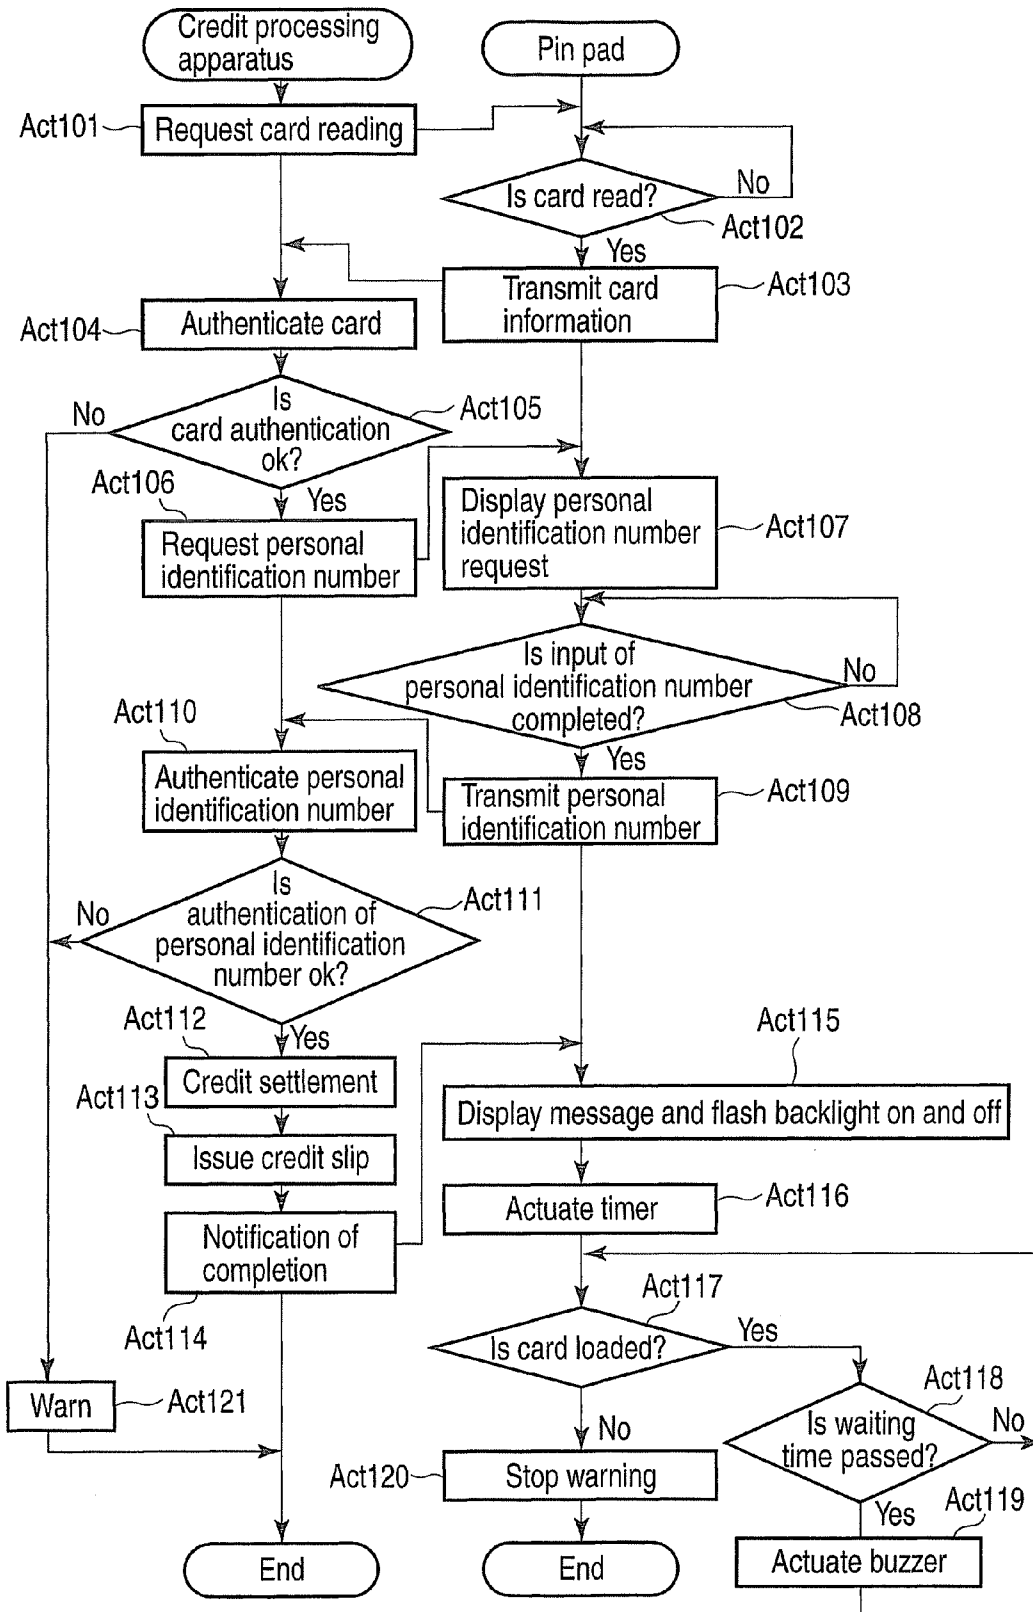 Credit processing
apparatus
Pin pad
Act101
Request card reading
Is card read?
No
Act102
Yes
Transmit card
information
Act103
Act104
Authenticate card
Is
card authentication
ok?
No
Act105
Act106
Yes
Request personal
identification number
Display personal
identification number
request
Act107
Is input of
personal identification number
completed?
No
Act108
Yes
Act110
Authenticate personal
identification number
Transmit personal
identification number
Act109
Is
authentication of
personal identification
number ok?
No
Act111
Act112
Yes
Credit settlement
Act113
Issue credit slip
Notification of
completion
Act114
Act115
Display message and flash backlight on and off
Actuate timer
Act116
Act117
Is card loaded?
Yes
Act118
Is waiting
time passed?
No
Warn
Act121
No
Act120
Stop warning
Yes
Act119
Actuate buzzer
End
End